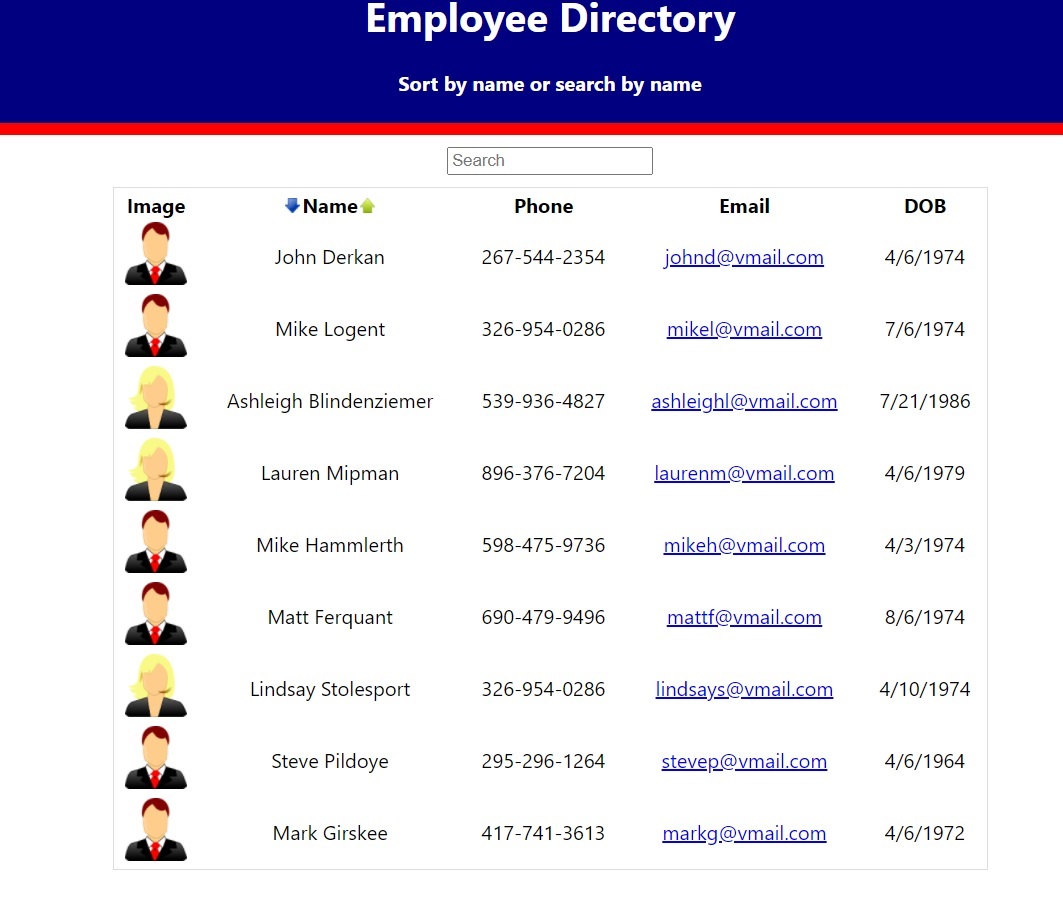 Employee Directory
Sort by name or search by name
Search
Image Name Phone Email DOB
John Derkan 267-544-2354 johnd@vmail.com 4/6/1974
Mike Logent 326-954-0286 mikel@vmail.com 7/6/1974
Ashleigh Blindenziemer 539-936-4827 ashleighl@vmail.com 7/21/1986
Lauren Mipman 896-376-7204 laurenm@vmail.com 4/6/1979
Mike Hammlerth 598-475-9736 mikeh@vmail.com 4/3/1974
Matt Ferquant 690-479-9496 mattf@vmail.com 8/6/1974
Lindsay Stolesport 326-954-0286 lindsays@vmail.com 4/10/1974
Steve Pildoye 295-296-1264 stevep@vmail.com 4/6/1964
Mark Girskee 417-741-3613 markg@vmail.com 4/6/1972